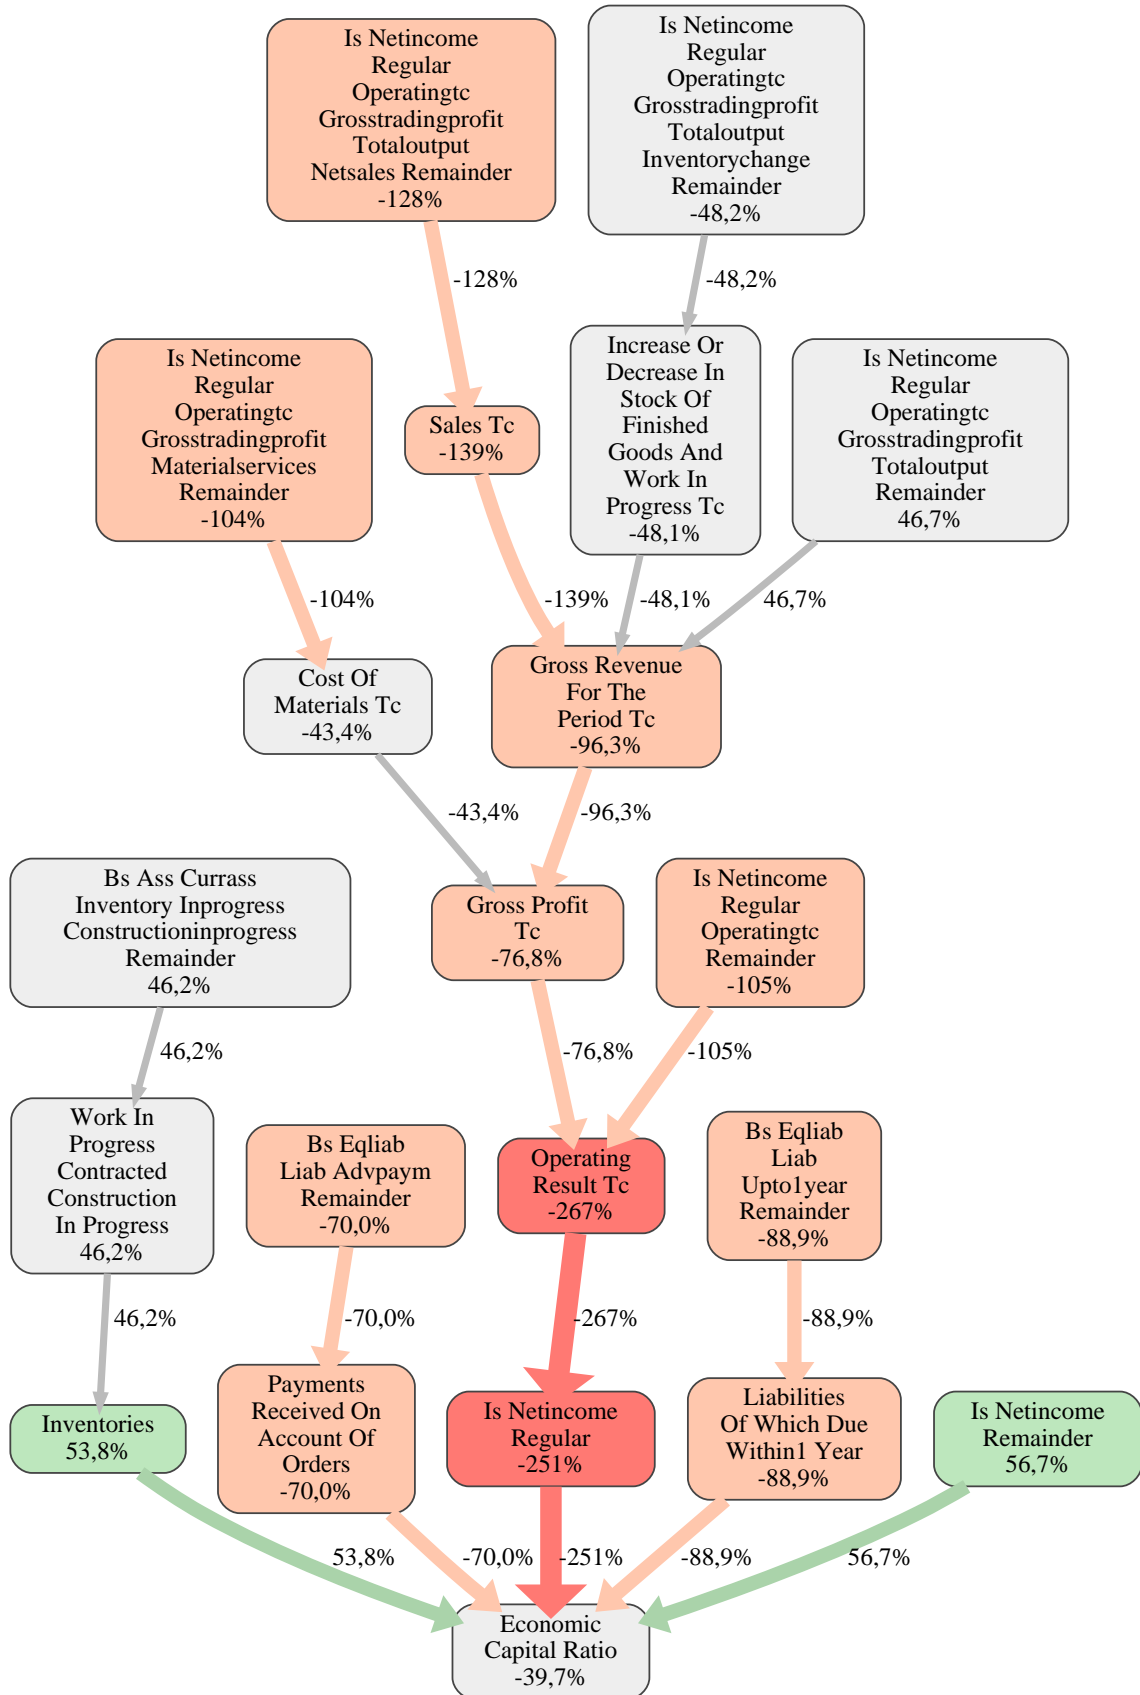 Is Netincome
Regular
Operatingtc
Grosstradingprofit
Totaloutput
Netsales Remainder
-128%
Is Netincome
Regular
Operatingtc
Grosstradingprofit
Totaloutput
Inventorychange
Remainder
-48,2%
-128%
-48,2%
Is Netincome
Regular
Operatingtc
Grosstradingprofit
Materialservices
Remainder
-104%
Sales Tc
-139%
Increase Or
Decrease In
Stock Of
Finished
Goods And
Work In
Progress Tc
-48,1%
Is Netincome
Regular
Operatingtc
Grosstradingprofit
Totaloutput
Remainder
46,7%
-104%
-139%
-48,1%
46,7%
Cost Of
Materials Tc
-43,4%
Gross Revenue
For The
Period Tc
-96,3%
-43,4%
-96,3%
Bs Ass Currass
Inventory Inprogress
Constructioninprogress
Remainder
46,2%
Gross Profit
Tc
-76,8%
Is Netincome
Regular
Operatingtc
Remainder
-105%
46,2%
-76,8%
-105%
Work In
Progress
Contracted
Construction
In Progress
46,2%
Bs Eqliab
Liab Advpaym
Remainder
-70,0%
Operating
Result Tc
-267%
Bs Eqliab
Liab
Upto1year
Remainder
-88,9%
46,2%
-70,0%
-267%
-88,9%
Inventories
53,8%
Payments
Received On
Account Of
Orders
-70,0%
Is Netincome
Regular
-251%
Liabilities
Of Which Due
Within1 Year
-88,9%
Is Netincome
Remainder
56,7%
53,8%
-70,0%
-251%
-88,9%
56,7%
Economic
Capital Ratio
-39,7%